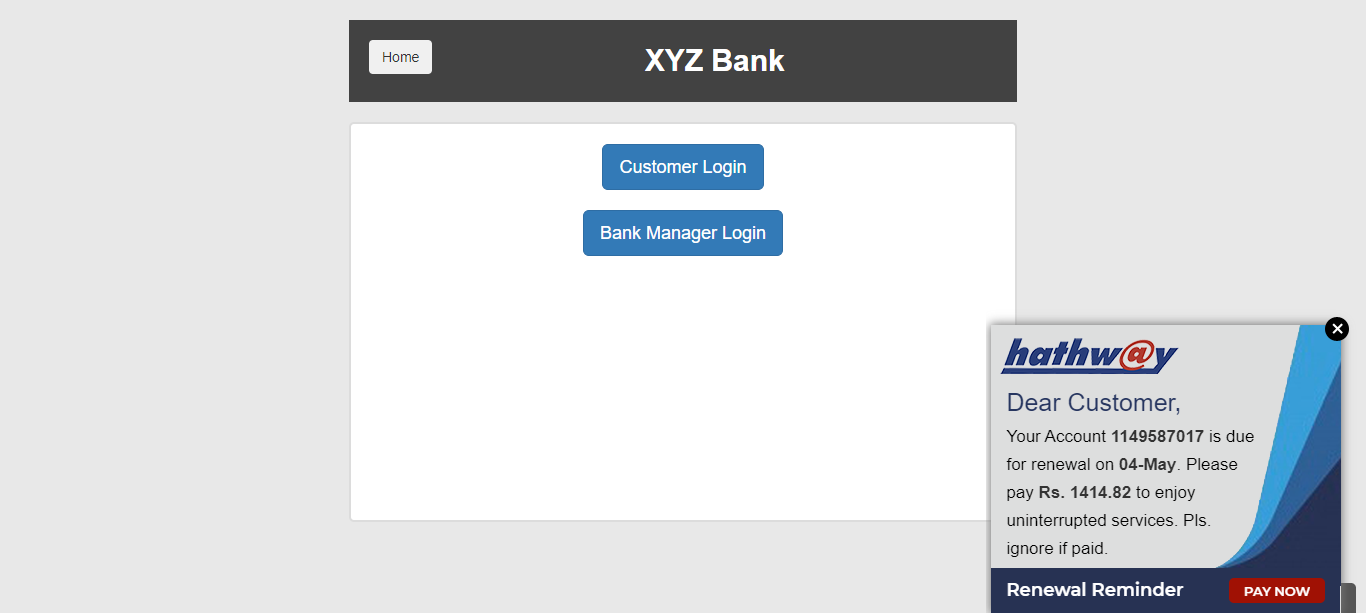 Home
XYZ Bank
Customer Login
Bank Manager Login
hathw@y
Dear Customer,
Your Account 1149587017 is due
for renewal on 04-May. Please
pay Rs. 1414.82 to enjoy
uninterrupted services. Pls.
ignore if paid.
Renewal Reminder
PAY NOW